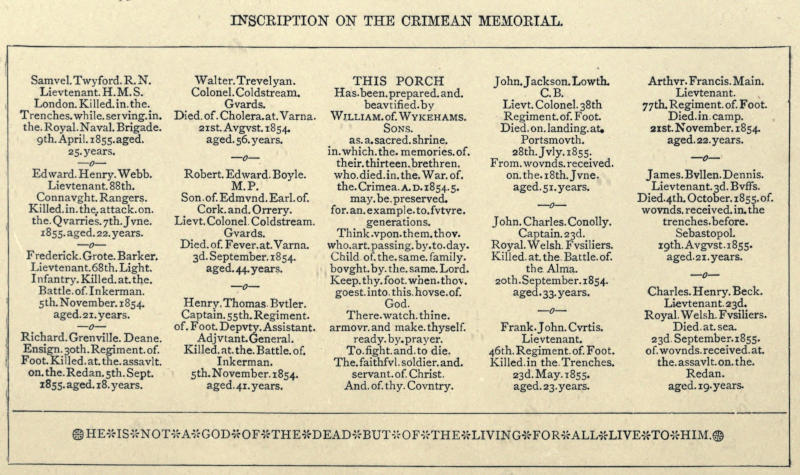 INSCRIPTION ON THE CRIMEAN MEMORIAL.
Samvel.Twyford.R.N.
Lievtenant.H.M.S.
London.Killed.in.the.
Trenches.while.serving.in.
the.Royal.Naval.Brigade.
9th.April.1855.aged.
25.years.
Edward.Henry.Webb.
Lievtenant.88th.
Connavght.Rangers.
Killed.in.the.attack.on.
the.Qvarries.7th.Jvne.
1855.aged.22.years.
Frederick.Grote.Barker.
Lievtenant.68th.Light.
Infantry.Killed.at.the.
Battle.of.Inkerman.
5th.November.1854.
aged.21.years.
Richard.Grenville.Deane.
Ensign.30th.Regiment.of.
Foot.Killed.at.the.assavlt.
on.the.Redan.5th.Sept.
1855.aged.18.years.
Walter.Trevelyan.
Colonel.Coldstream.
Gvards.
Died.of.Cholera.at.Varna.
21st.Avgvst.1854.
aged.56.years.
Robert.Edward.Boyle.
M.P.
Son.of.Edmvnd.Earl.of.
Cork.and.Orrery.
Lievt.Colonel.Coldstream.
Gvards.
Died.of.Fever.at.Varna.
3d.September.1854.
aged.44.years.
Henry.Thomas.Bvtler.
Captain.55th.Regiment.
of.Foot.Depvty.Assistant.
Adjvtant.General.
Killed.at.the.Battle.of.
Inkerman.
5th.November.1854.
aged.41.years.
THIS PORCH
Has.been.prepared.and.
beavtified.by
WILLIAM.of.WYKEHAMS.
SONS.
as.a.sacred.shrine.
in.which.the.memories.of.
their.thirteen.brethren.
who.died.in.the.War.of.
the.Crimea.A.D.1854.5.
may.be.preserved.
for.an.example.to.fvtvre.
generations.
Think.vpon.them.thov.
who.art.passing.by.to.day.
Child.of.the.same.family.
bovght.by.the.same.Lord.
Keep.thy.foot.when.thov.
goest.into.this.hovse.of.
God.
There.watch.thine.
armovr.and.make.thyself.
ready.by.prayer.
To.fight.and.to.die.
The.faithfvl.soldier.and.
servant.of.Christ.
And.of.thy.Covntry.
John.Jackson.Lowth.
C.B.
Lievt.Colonel.38th
Regiment.of.Foot.
Died.on.landing.at.
Portsmovth.
28th.Jvly.1855.
From.wovnds.received.
on.the.18th.Jvne.
aged.51.years.
John.Charles.Conolly.
Captain.23d.
Royal.Welsh.Fvsiliers.
Killed.at.the.Battle.of.
the Alma.
20th.September.1854.
aged.33.years.
Frank.John.Cvrtis.
Lievtenant.
46th.Regiment.of.Foot.
Killed.in.the.Trenches.
23d.May.1855.
aged.23.years.
Arthvr.Francis.Main.
Lievtenant.
77th.Regiment.of.Foot.
Died.in.camp.
21st.November.1854.
aged.22.years.
James.Bvllen.Dennis.
Lievtenant.3d.Bvffs.
Died.4th.October.1855.of.
wovnds.received.in.the
trenches.before.
Sebastopol.
19th.Avgvst.1855.
aged.21.years.
Charles.Henry.Beck.
Lievtenant.23d.
Royal.Welsh.Fvsiliers.
Died.at.sea.
23d.September.1855.
of.wovnds.received.at.
the.assavlt.on.the.
Redan.
aged.19.years.
HE※IS※NOT※A※GOD※OF※THE※DEAD※BUT※OF※THE※LIVING※FOR※ALL※LIVE※TO※HIM.